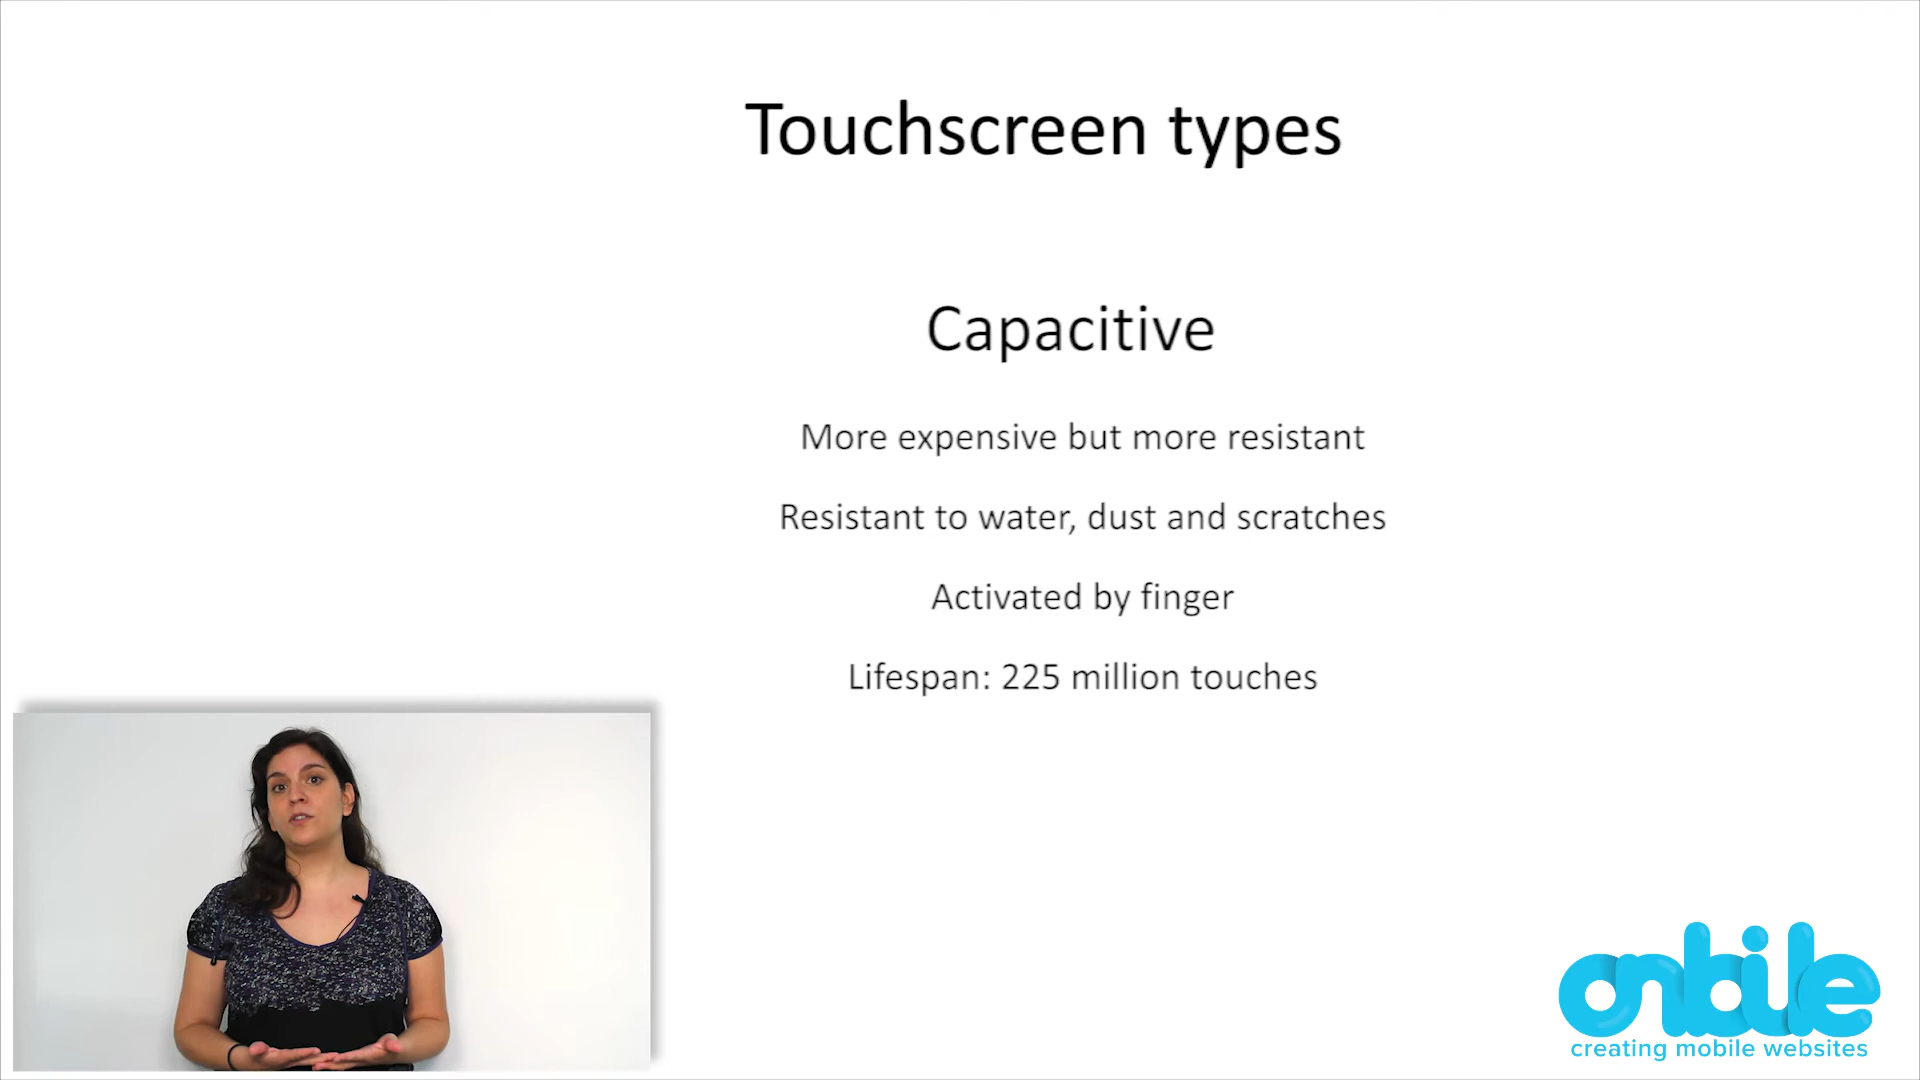 Touchscreen types
Capacitive
More expensive but more resistant
Resistant to water, dust and scratches
Activated by finger
Lifespan: 225 million touches
onbile
creating mobile websites